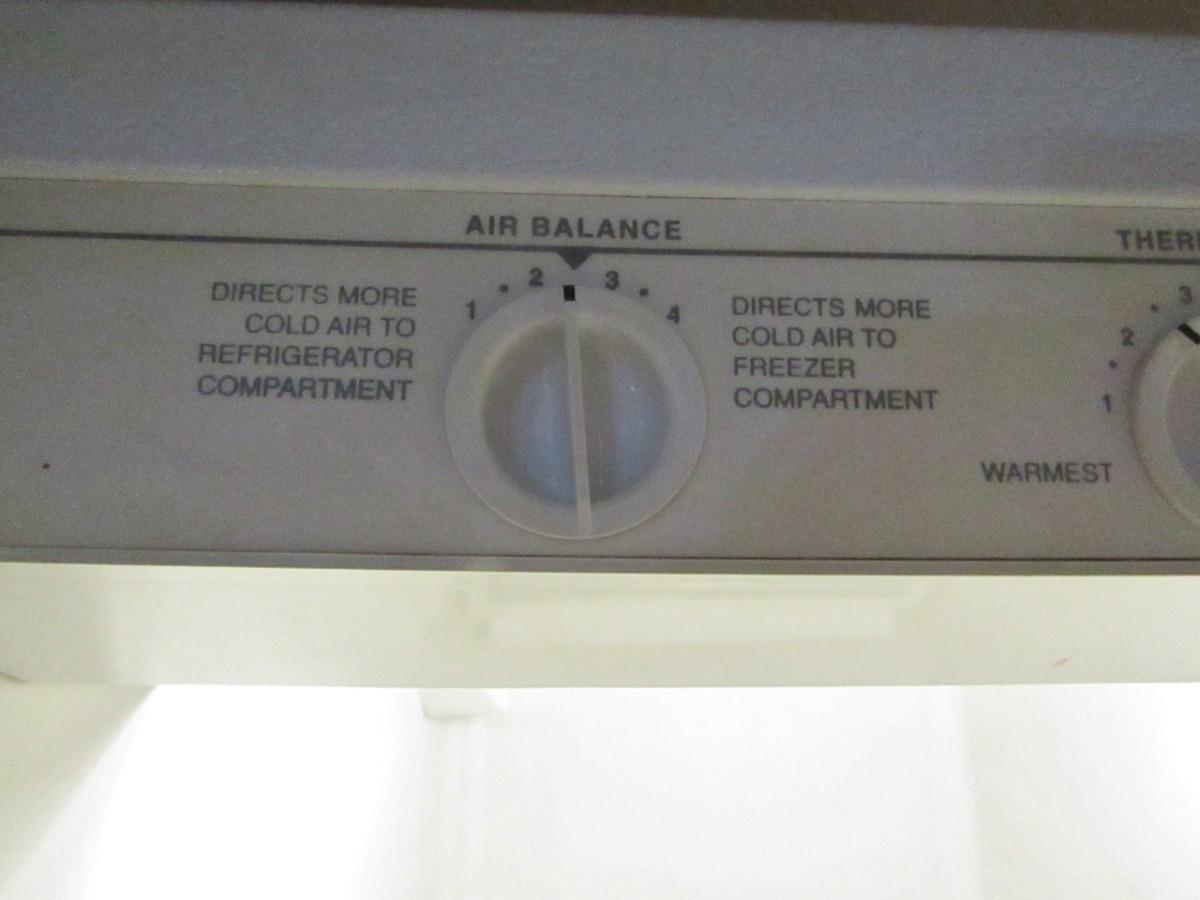 AIR BALANCE
DIRECTS MORE
COLD AIR TO
REFRIGERATOR
COMPARTMENT
1 • 2 3 • 4
DIRECTS MORE
COLD AIR TO
FREEZER
COMPARTMENT
THER
3
2
1
WARMEST